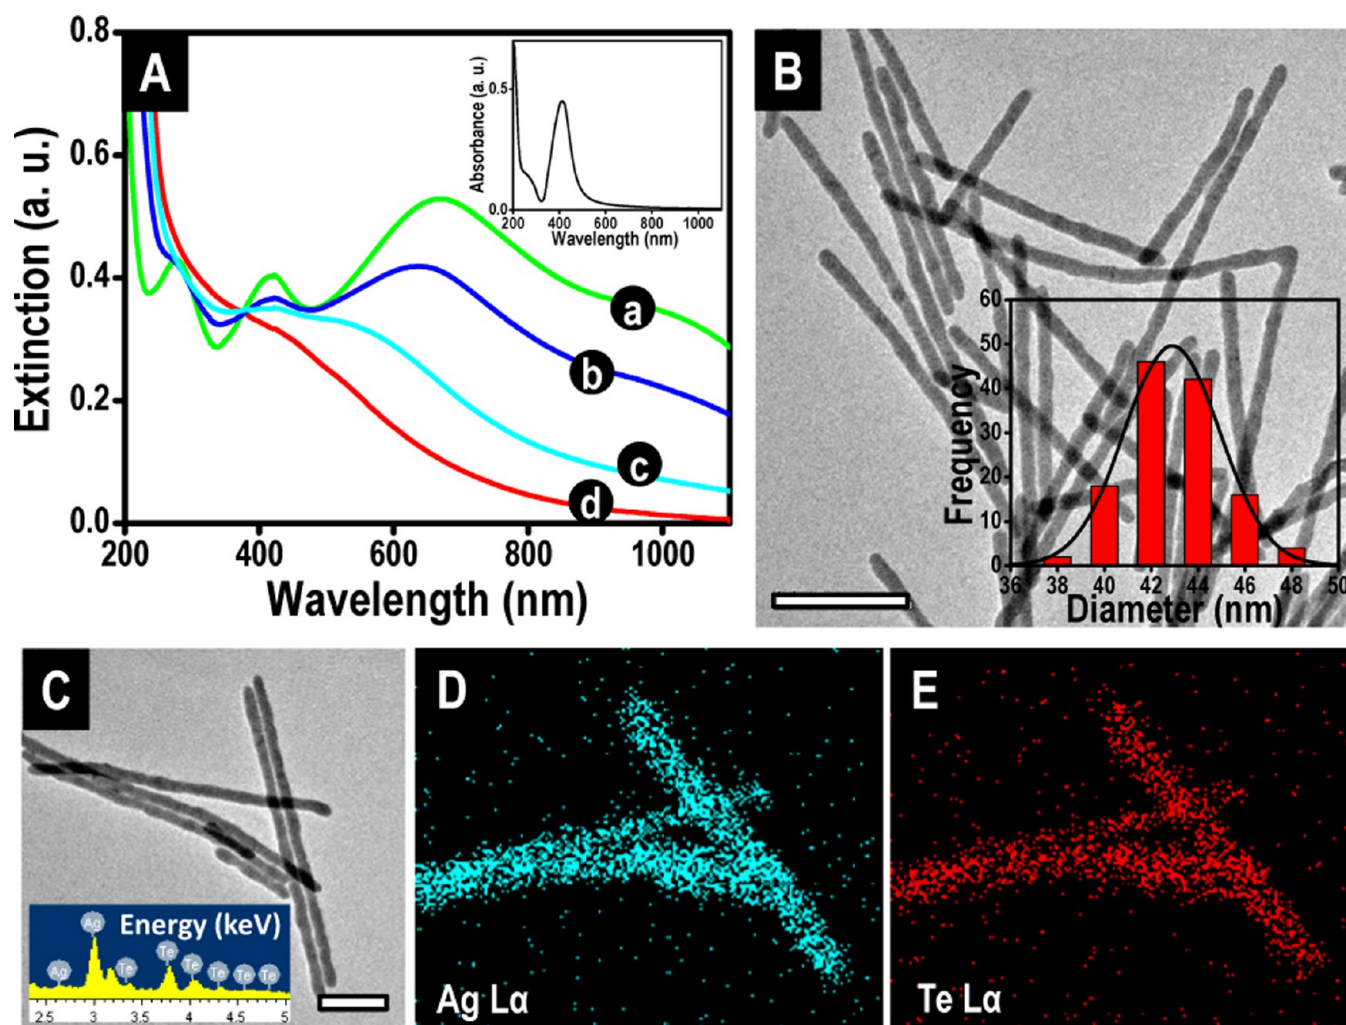 A
Extinction (a. u.)
0.8
0.6
0.4
0.2
0.0
200
400
600
800
1000
Wavelength (nm)
a
b
c
d
Absorbance (a. u.)
0.5
0.0
200 400 600 800 1000
Wavelength (nm)
B
Frequency
60
50
40
30
20
10
0
36 38 40 42 44 46 48 50
Diameter (nm)
C
Energy (keV)
Ag
Ag
Te
Te
Te
Te
Te
Te
2.5 3 3.5 4 4.5 5
D
Ag Lα
E
Te Lα